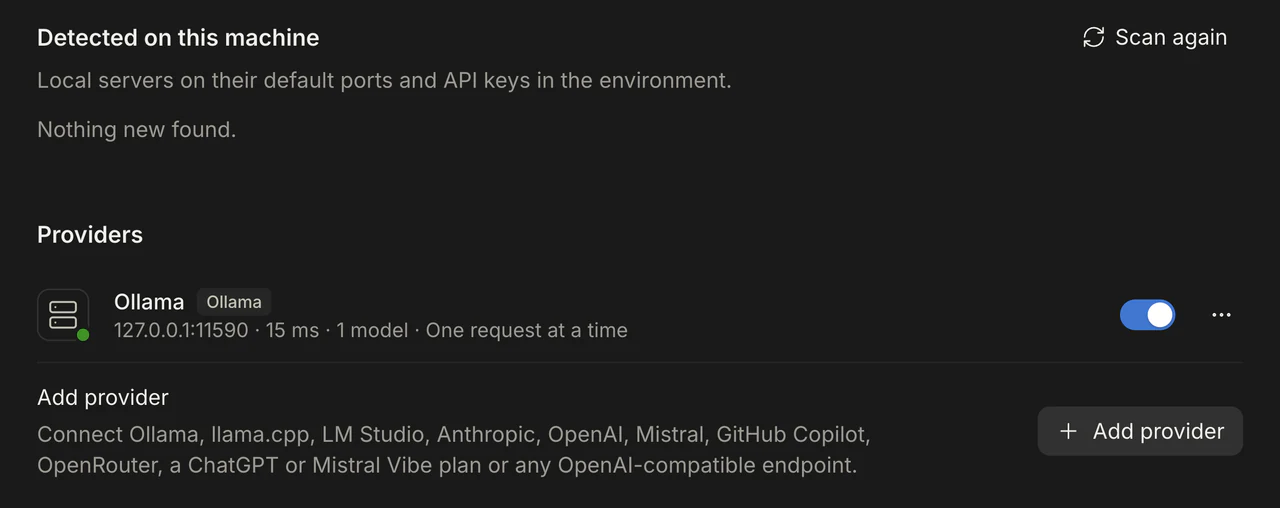 Detected on this machine
Scan again
Local servers on their default ports and API keys in the environment.
Nothing new found.
Providers
Ollama Ollama
127.0.0.1:11590 · 15 ms · 1 model · One request at a time
Add provider
Connect Ollama, llama.cpp, LM Studio, Anthropic, OpenAI, Mistral, GitHub Copilot,
OpenRouter, a ChatGPT or Mistral Vibe plan or any OpenAI-compatible endpoint.
Add provider